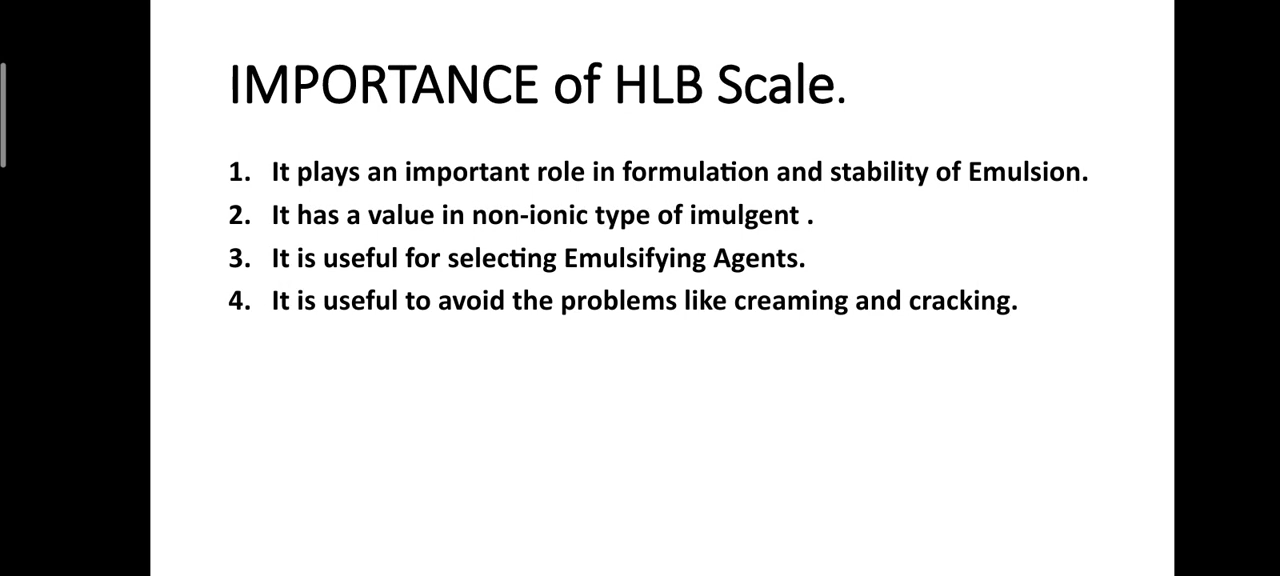 IMPORTANCE of HLB Scale.
1. It plays an important role in formulation and stability of Emulsion.
2. It has a value in non-ionic type of imulgent .
3. It is useful for selecting Emulsifying Agents.
4. It is useful to avoid the problems like creaming and cracking.